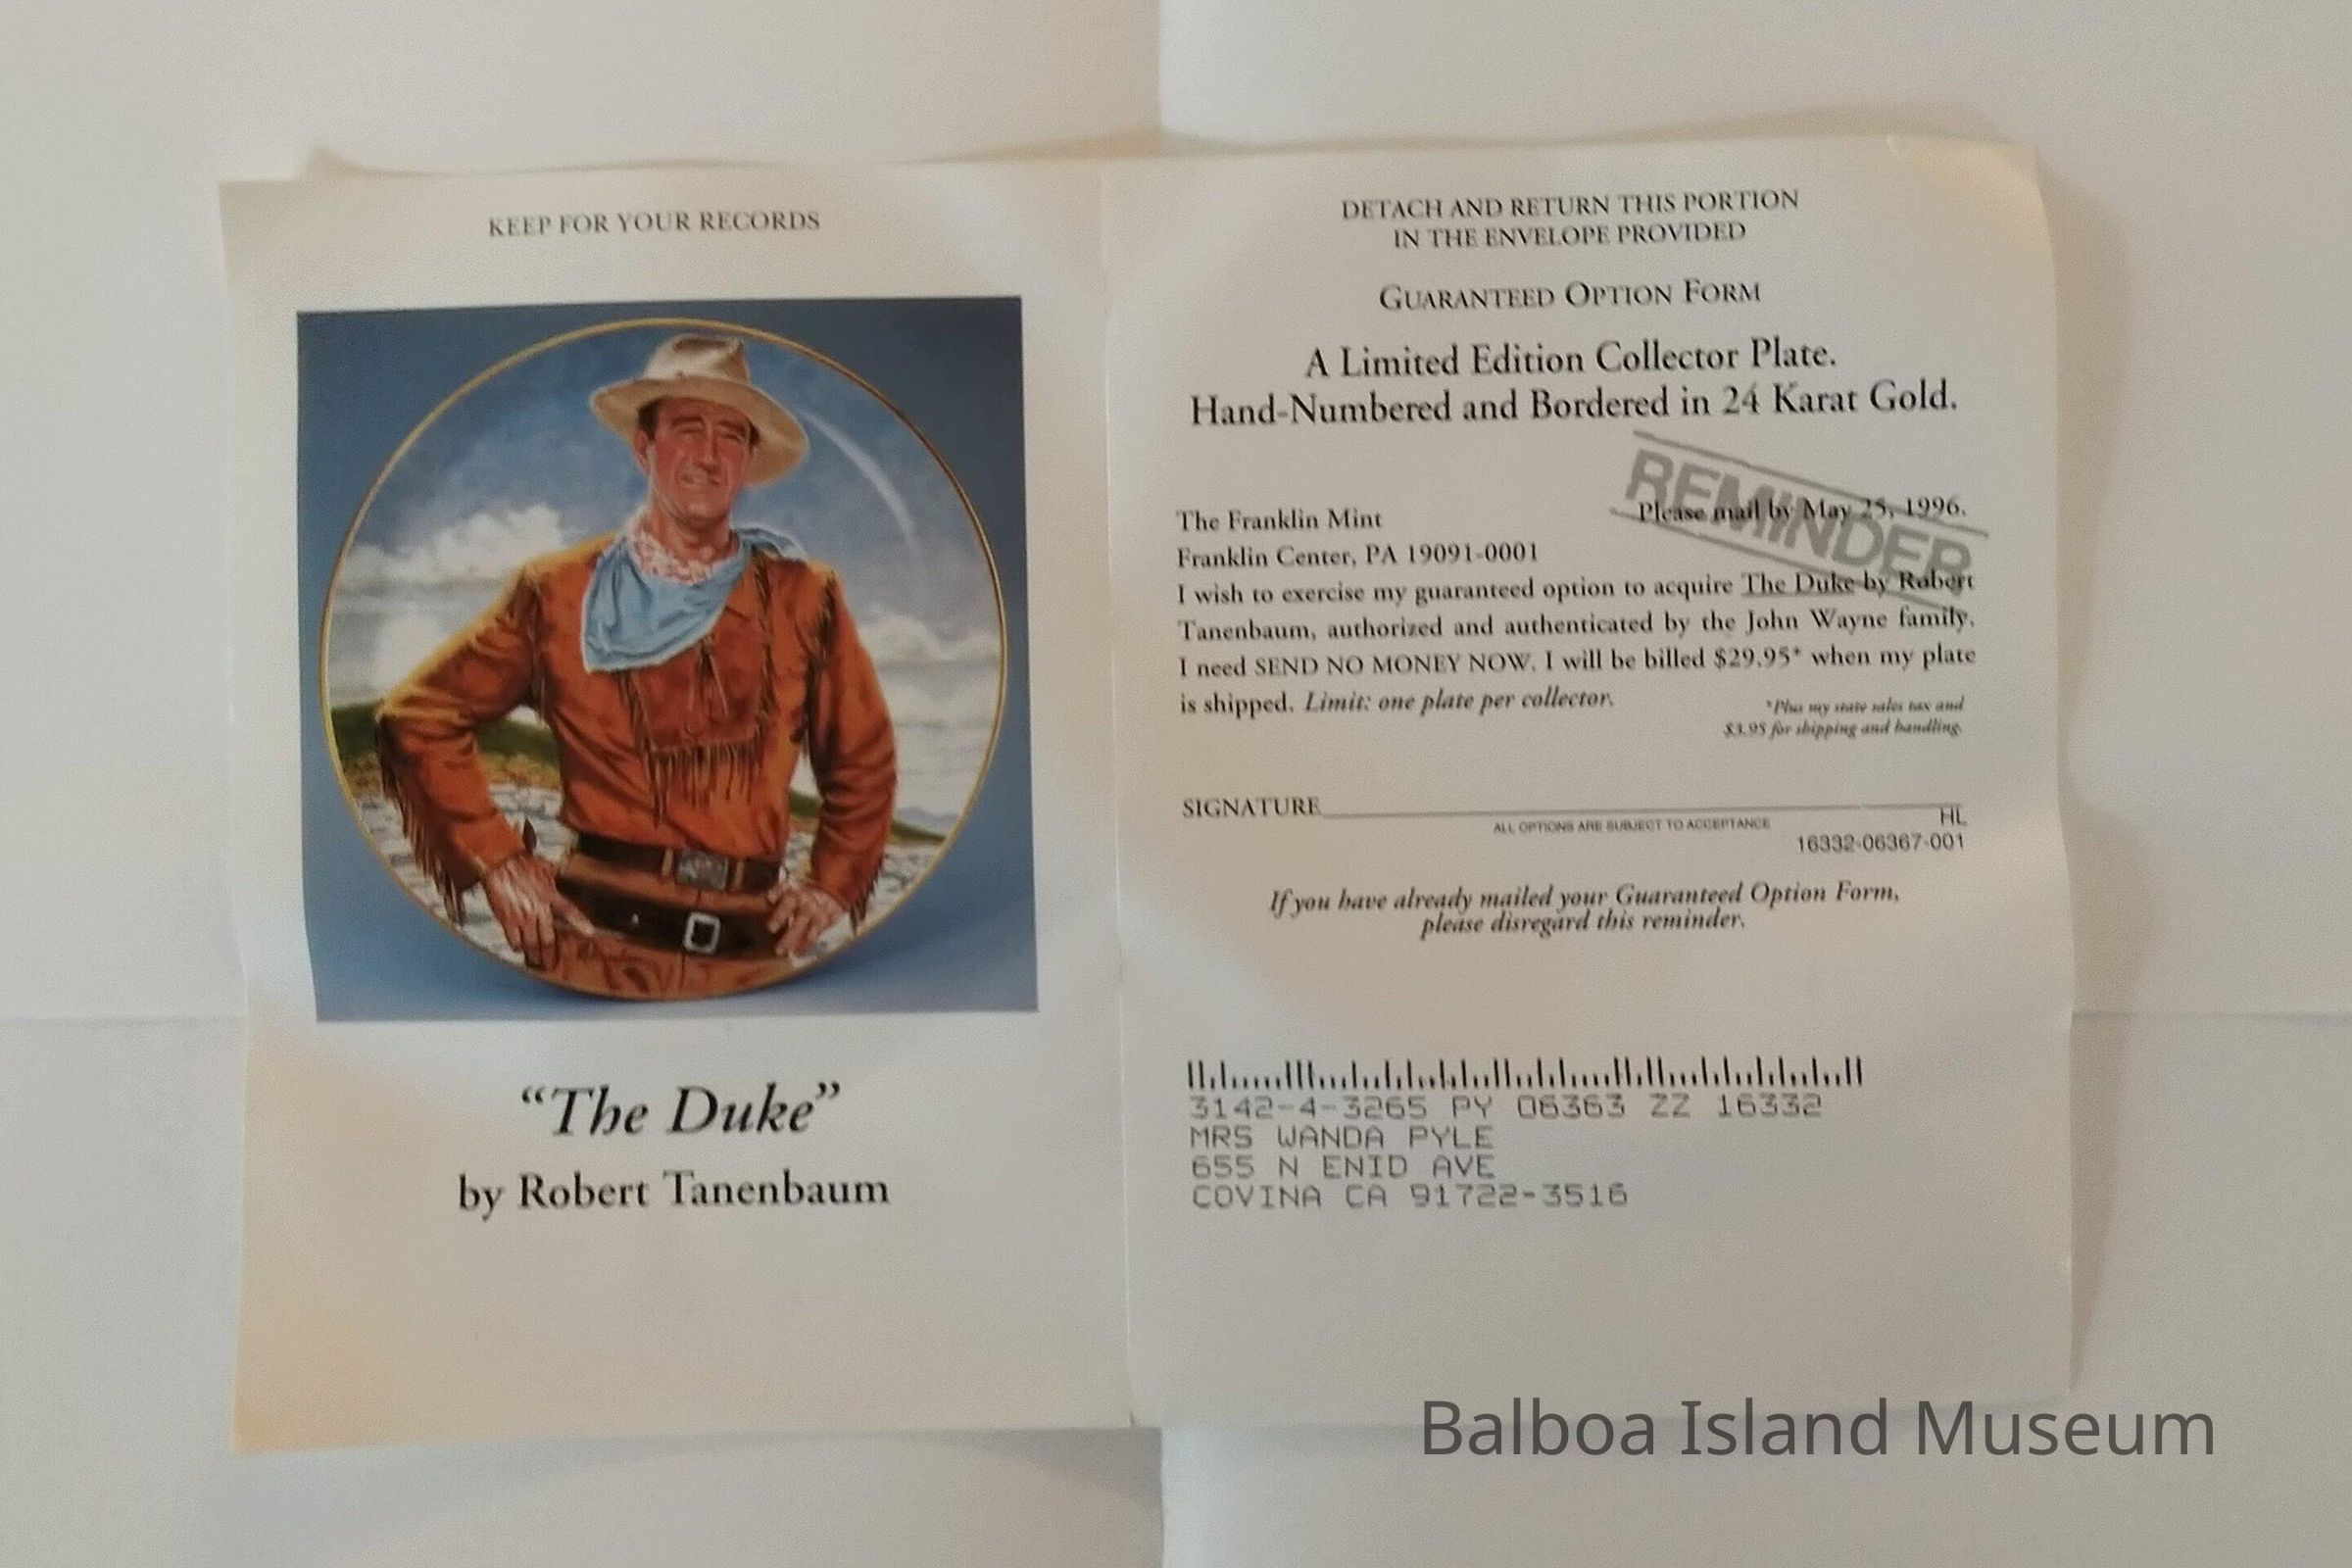 KEEP FOR YOUR RECORDS
“The Duke”
by Robert Tanenbaum
DETACH AND RETURN THIS PORTION
IN THE ENVELOPE PROVIDED
GUARANTEED OPTION FORM
A Limited Edition Collector Plate.
Hand-Numbered and Bordered in 24 Karat Gold.
REMINDER
The Franklin Mint
Please mail by May 25, 1996.
Franklin Center, PA 19091-0001
I wish to exercise my guaranteed option to acquire The Duke by Robert
Tanenbaum, authorized and authenticated by the John Wayne family.
I need SEND NO MONEY NOW. I will be billed $29.95* when my plate
is shipped. Limit: one plate per collector.
*Plus my state sales tax and
$3.95 for shipping and handling.
SIGNATURE
ALL OPTIONS ARE SUBJECT TO ACCEPTANCE
HL
16332-06367-001
If you have already mailed your Guaranteed Option Form,
please disregard this reminder.
3142-4-3265 PY 06363 ZZ 16332
MRS WANDA PYLE
655 N ENID AVE
COVINA CA 91722-3516
Balboa Island Museum